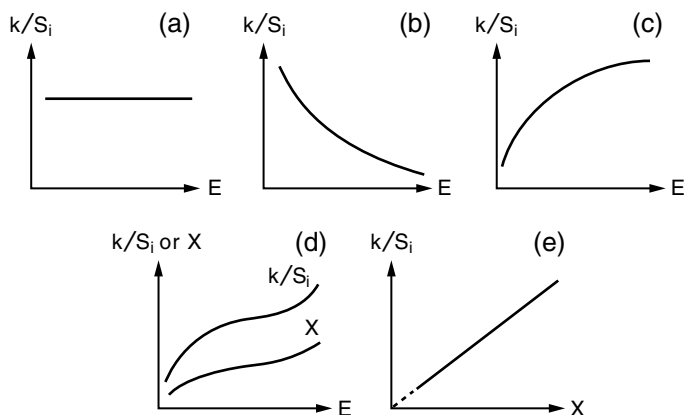 k/Sᵢ (a)
E
k/Sᵢ (b)
E
k/Sᵢ (c)
E
k/Sᵢ or X (d)
k/Sᵢ
X
E
k/Sᵢ (e)
X